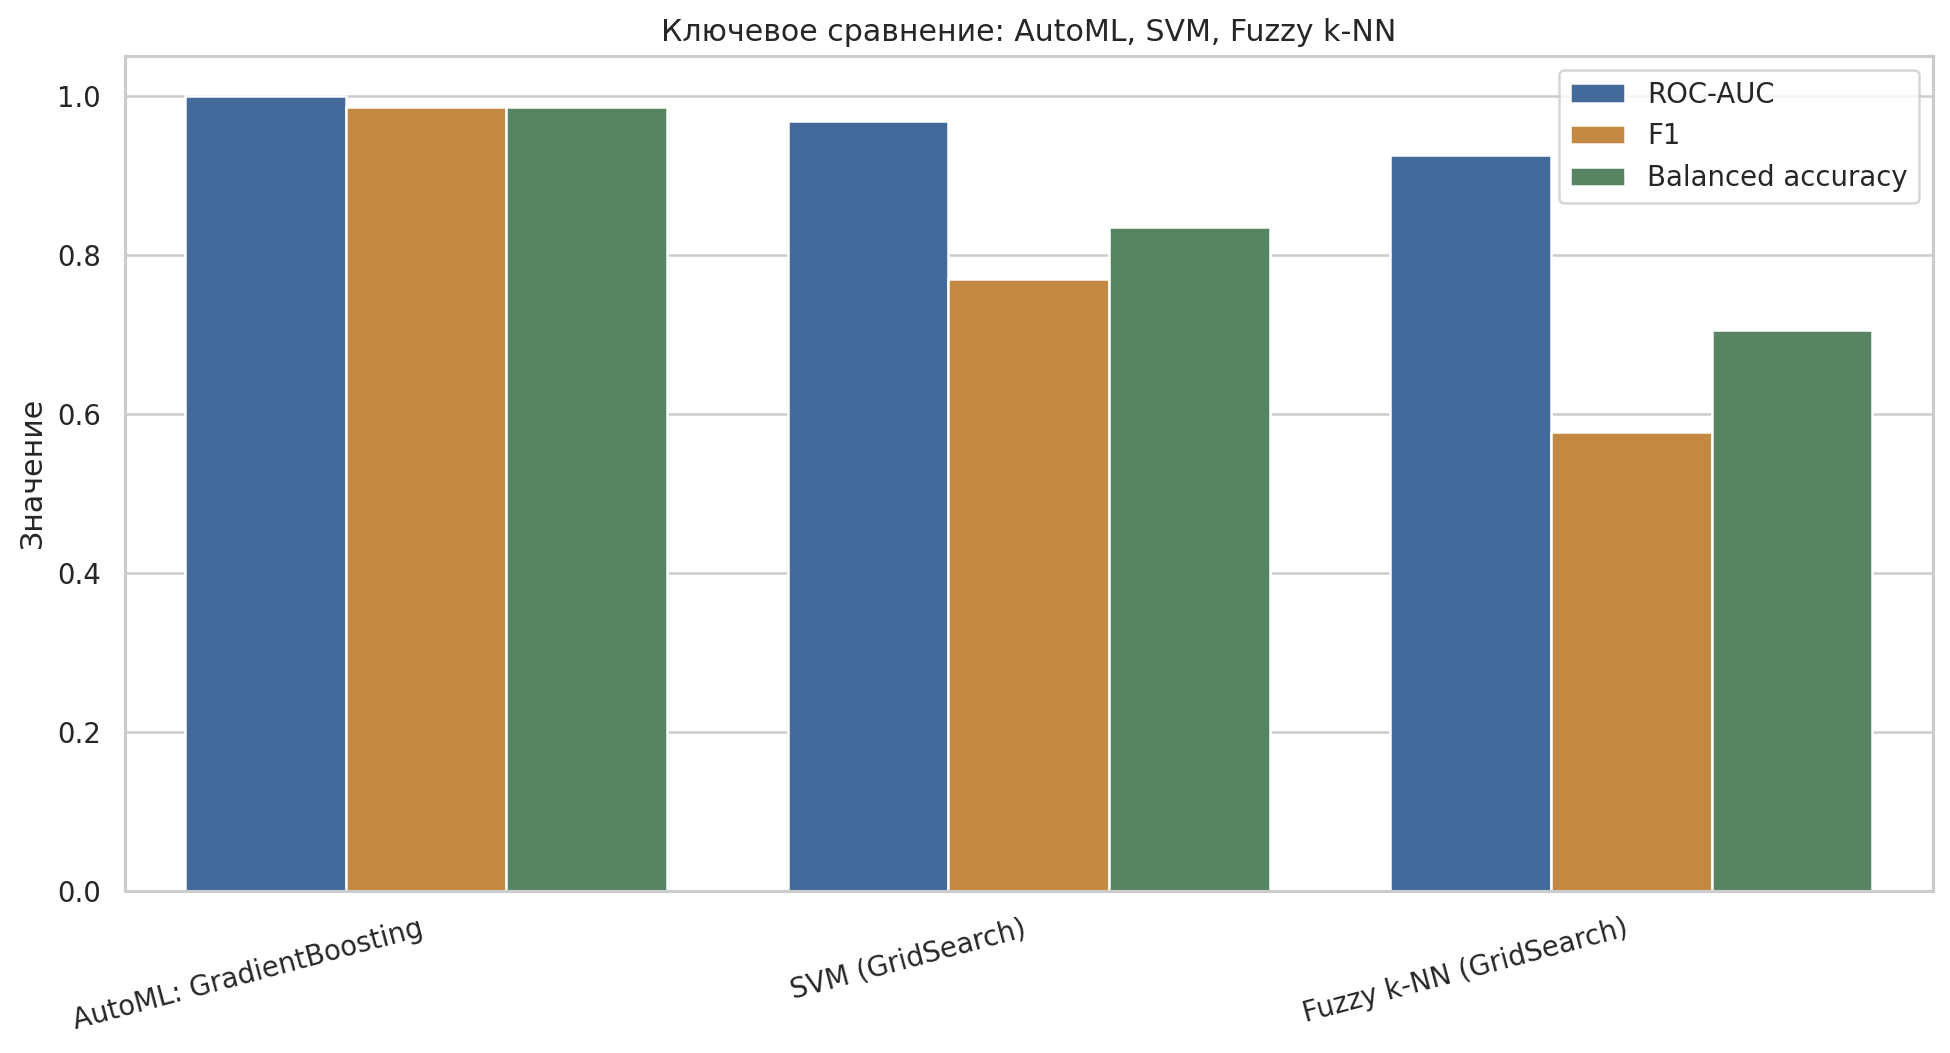 Ключевое сравнение: AutoML, SVM, Fuzzy k-NN
ROC-AUC
F1
Balanced accuracy
Значение
1.0
0.8
0.6
0.4
0.2
0.0
AutoML: GradientBoosting
SVM (GridSearch)
Fuzzy k-NN (GridSearch)